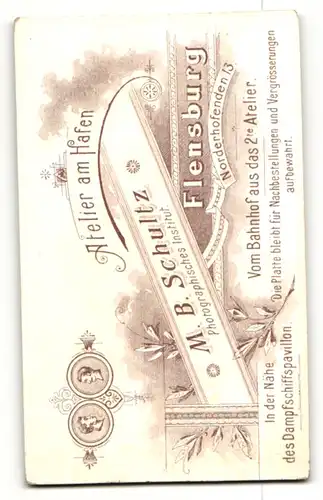 Atelier am Hafen
M. B. Schultz
Photographisches Institut
Flensburg
Norderhofenden 13
Vom Bahnhof aus das 2te Atelier.
Die Platte bleibt für Nachbestellungen und Vergrösserungen
aufbewahrt.
In der Nähe
des Dampfschiffspavillon.